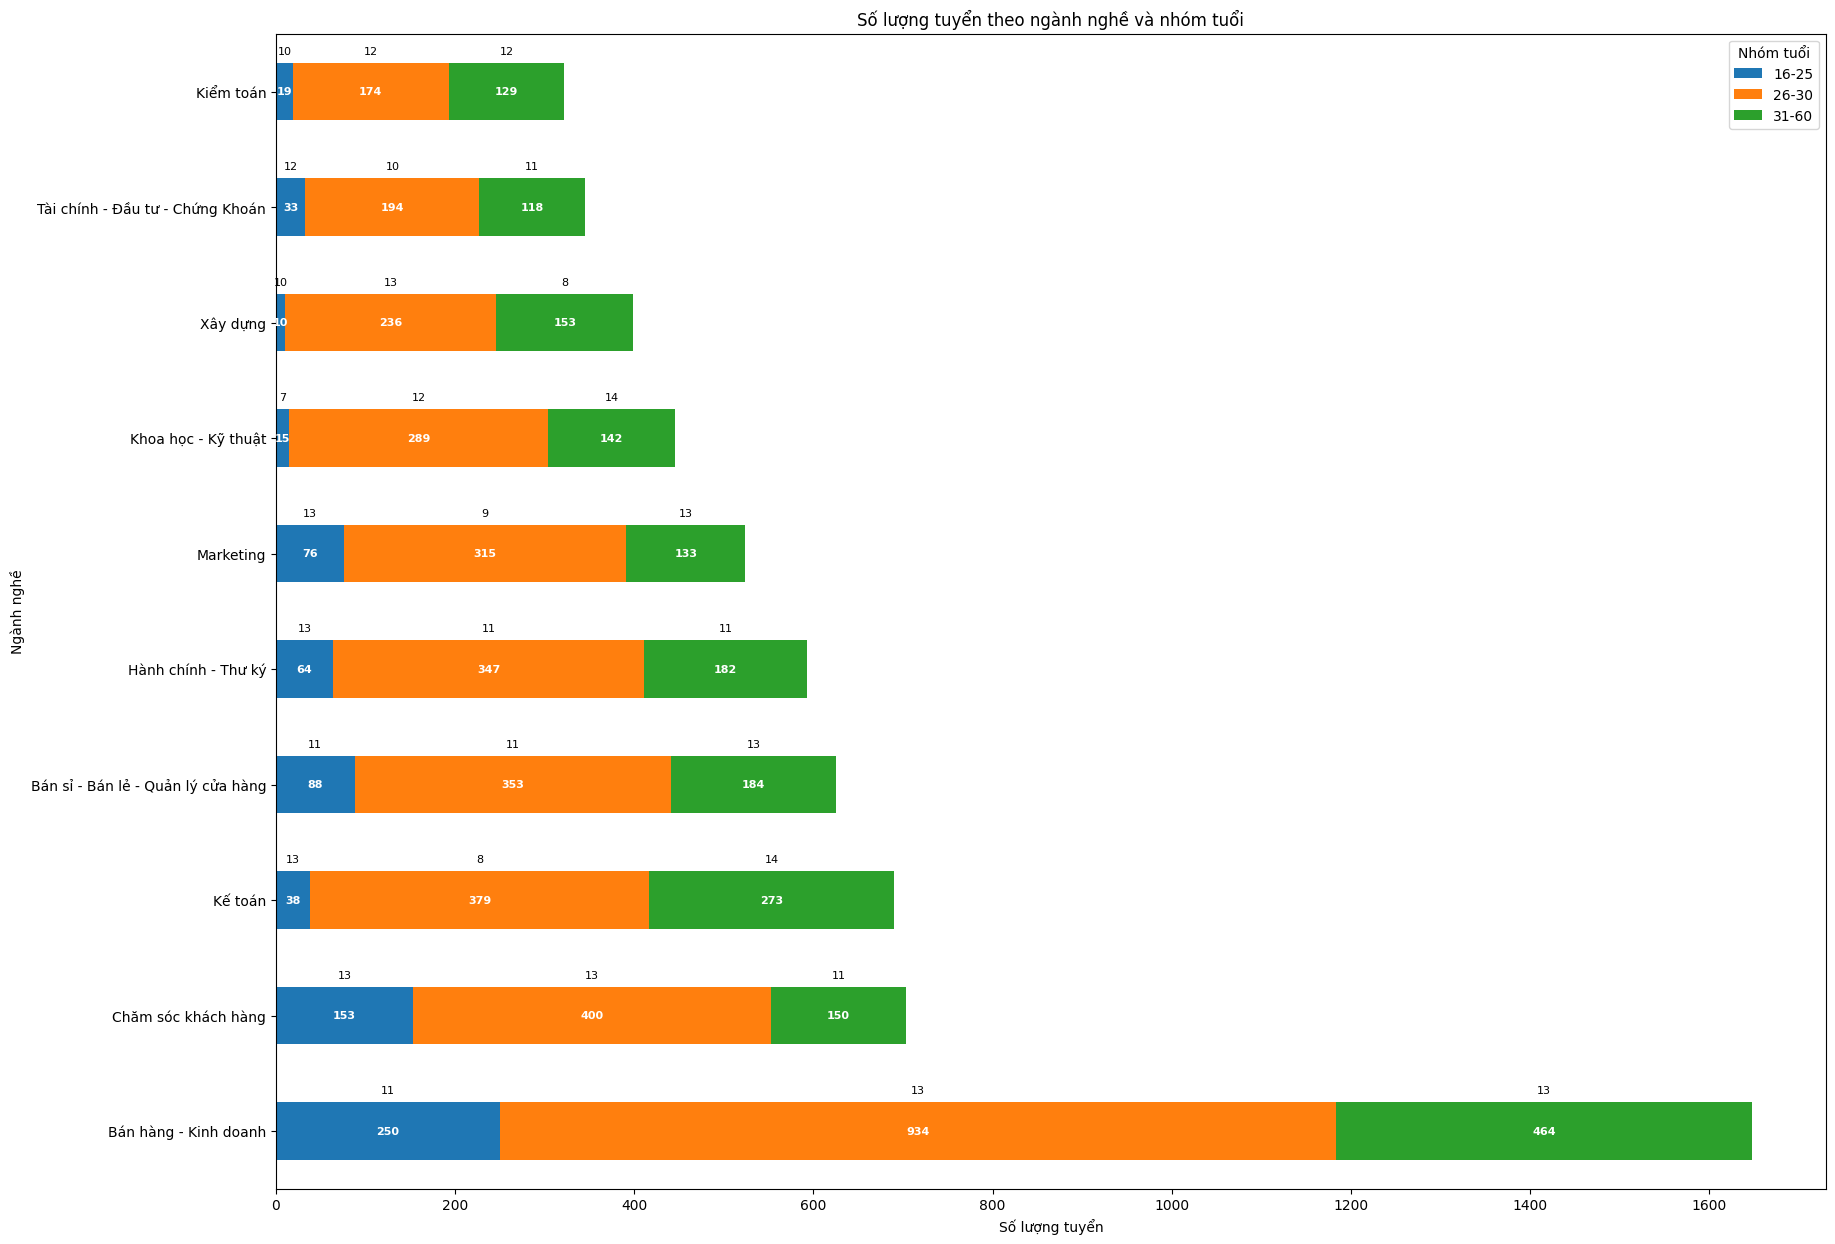 Số lượng tuyển theo ngành nghề và nhóm tuổi
Nhóm tuổi
16-25
26-30
31-60
10 12 12
Kiểm toán 19 174 129
12 10 11
Tài chính - Đầu tư - Chứng Khoán 33 194 118
10 13 8
Xây dựng 10 236 153
7 12 14
Khoa học - Kỹ thuật 15 289 142
13 9 13
Marketing 76 315 133
13 11 11
Hành chính - Thư ký 64 347 182
11 11 13
Bán sỉ - Bán lẻ - Quản lý cửa hàng 88 353 184
13 8 14
Kế toán 38 379 273
13 13 11
Chăm sóc khách hàng 153 400 150
11 13 13
Bán hàng - Kinh doanh 250 934 464
0 200 400 600 800 1000 1200 1400 1600
Số lượng tuyển
Ngành nghề